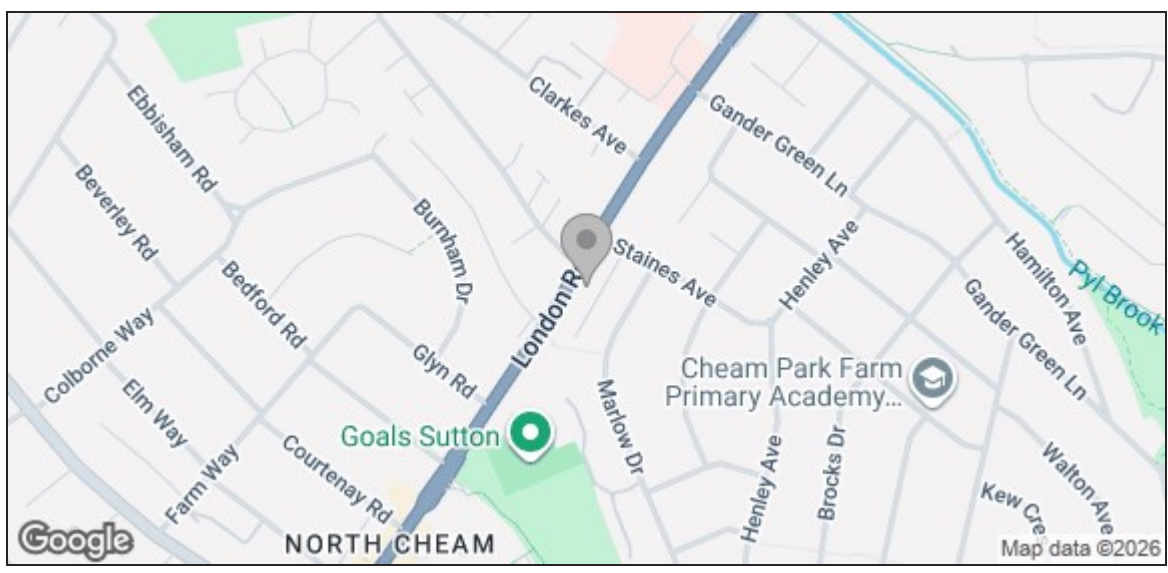 Clarkes Ave
Gander Green Ln
Ebbisham Rd
Beverley Rd
Burnham Dr
Staines Ave
Henley Ave
Hamilton Ave
Pyl Brook
Bedford Rd
London R
Gander Green Ln
Colborne Way
Glyn Rd
Cheam Park Farm
Primary Academy...
Elm Way
Marlow Dr
Goals Sutton
Farm Way
Courtenay Rd
Henley Ave
Brocks Dr
Walton Ave
Kew Cres
NORTH CHEAM
Google
Map data ©2026